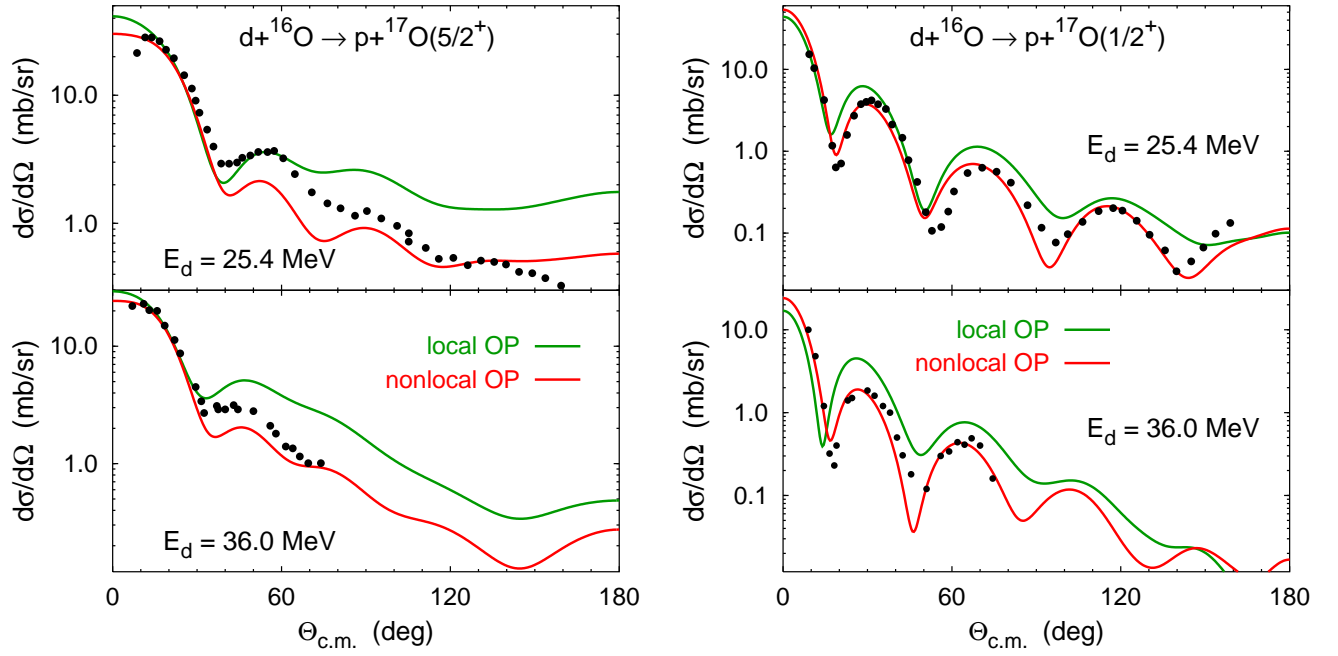 d+¹⁶O → p+¹⁷O(5/2⁺)
dσ/dΩ (mb/sr)
10.0
1.0
E_d = 25.4 MeV
dσ/dΩ (mb/sr)
10.0
1.0
local OP
nonlocal OP
E_d = 36.0 MeV
0 60 120 180
Θ_c.m. (deg)
d+¹⁶O → p+¹⁷O(1/2⁺)
dσ/dΩ (mb/sr)
10.0
1.0
0.1
E_d = 25.4 MeV
dσ/dΩ (mb/sr)
10.0
1.0
0.1
local OP
nonlocal OP
E_d = 36.0 MeV
0 60 120 180
Θ_c.m. (deg)